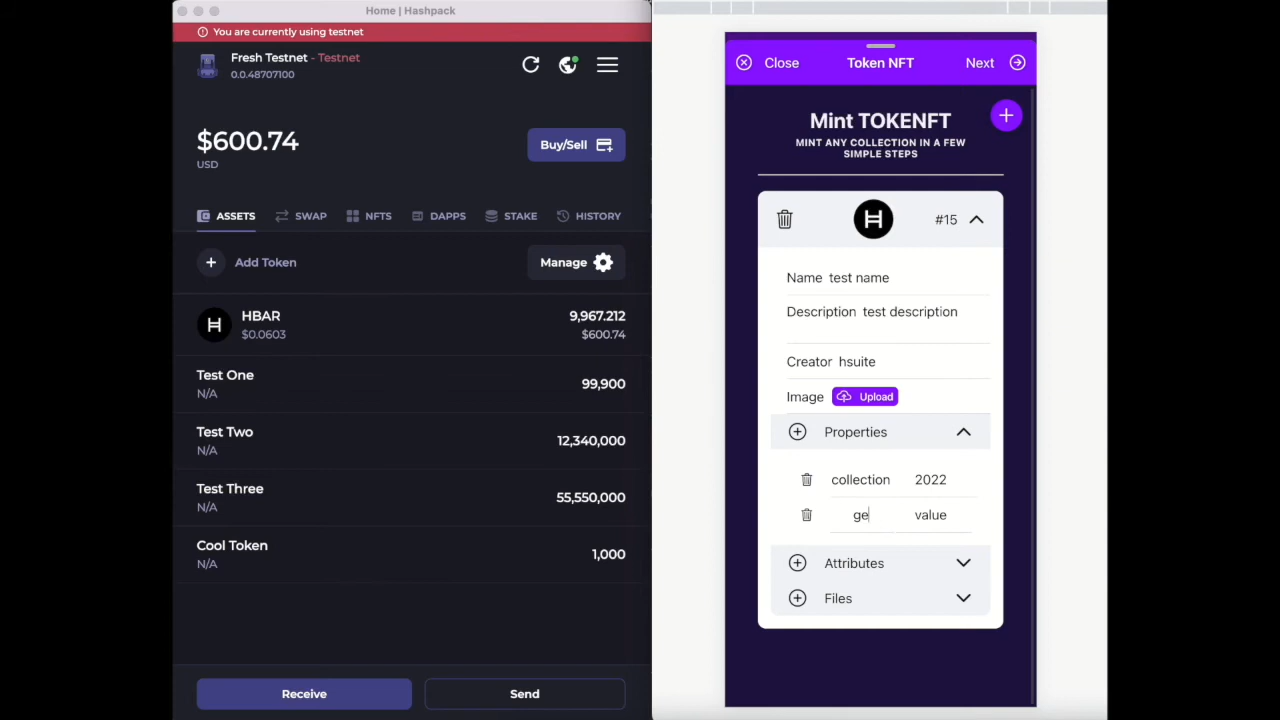 Home | Hashpack
You are currently using testnet
Fresh Testnet - Testnet
0.0.48707100
$600.74
USD
Buy/Sell
ASSETS
SWAP
NFTS
DAPPS
STAKE
HISTORY
Add Token
Manage
HBAR
9,967.212
$0.0603
$600.74
Test One
99,900
N/A
Test Two
12,340,000
N/A
Test Three
55,550,000
N/A
Cool Token
1,000
N/A
Receive
Send
Close
Token NFT
Next
Mint TOKENFT
MINT ANY COLLECTION IN A FEW
SIMPLE STEPS
#15
Name test name
Description test description
Creator hsuite
Image Upload
Properties
collection 2022
ge value
Attributes
Files